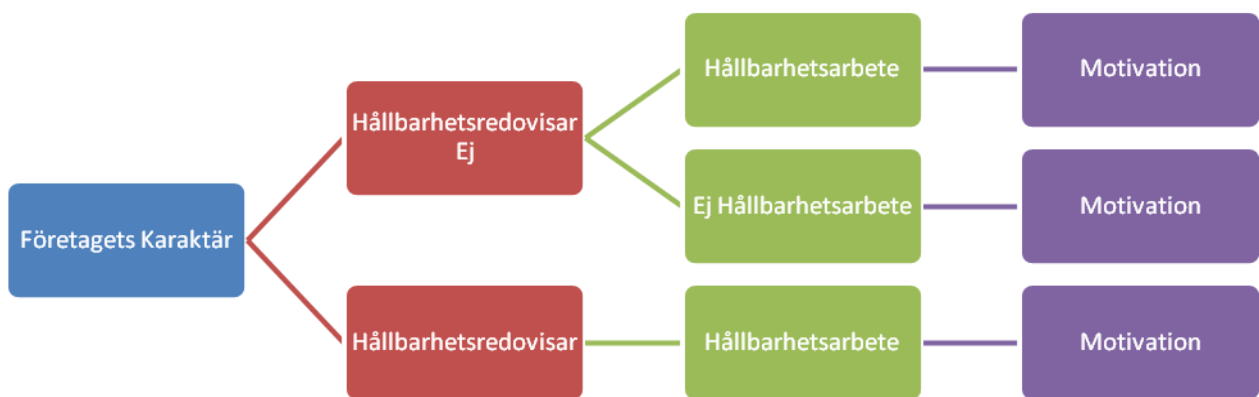 Hållbarhetsarbete
Motivation
Hållbarhetsredovisar
Ej
Ej Hållbarhetsarbete
Motivation
Företagets Karaktär
Hållbarhetsredovisar
Hållbarhetsarbete
Motivation